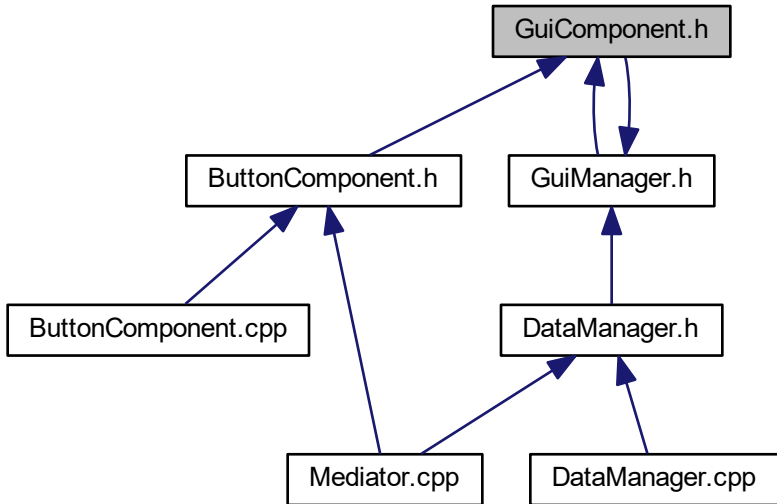 GuiComponent.h
ButtonComponent.h
GuiManager.h
ButtonComponent.cpp
DataManager.h
Mediator.cpp
DataManager.cpp